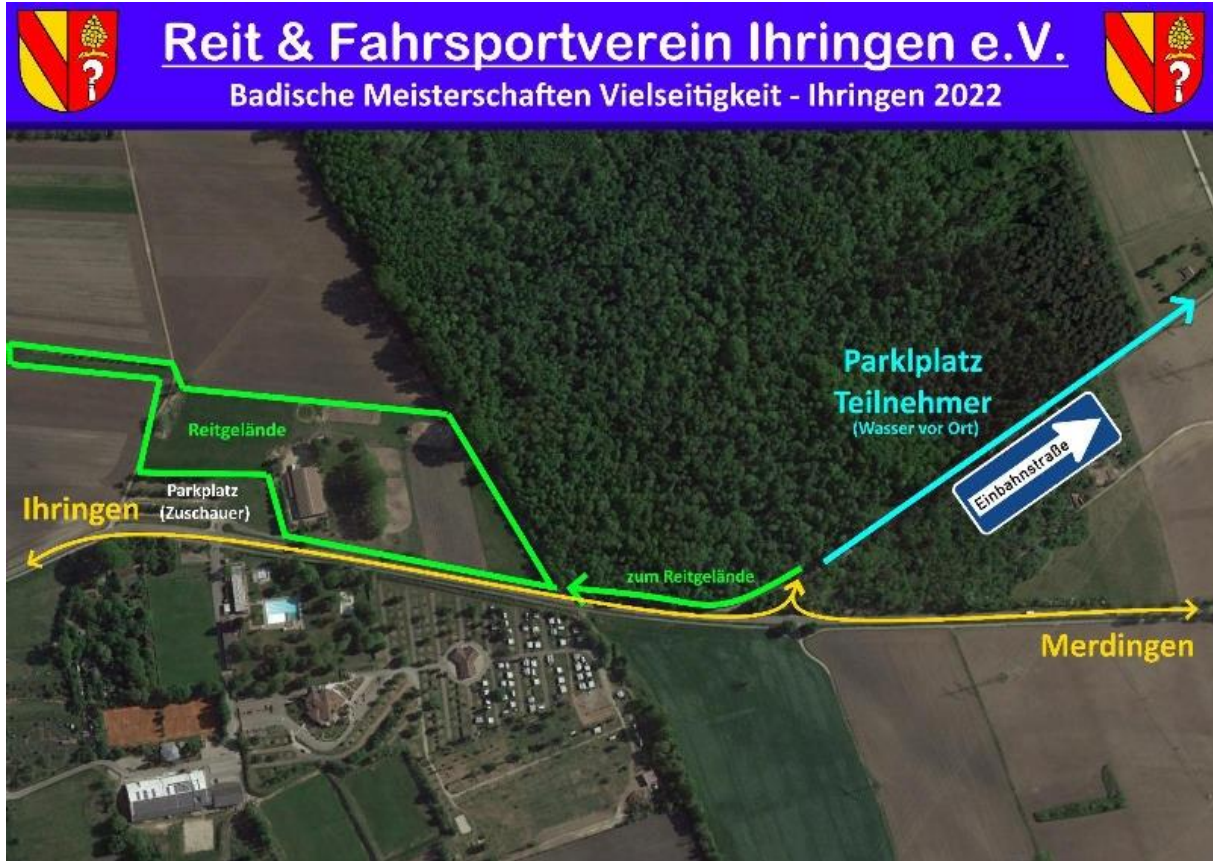 Reit & Fahrsportverein Ihringen e.V.
Badische Meisterschaften Vielseitigkeit - Ihringen 2022
Parklplatz
Teilnehmer
(Wasser vor Ort)
Einbahnstraße
Reitgelände
Parkplatz
(Zuschauer)
Ihringen
zum Reitgelände
Merdingen